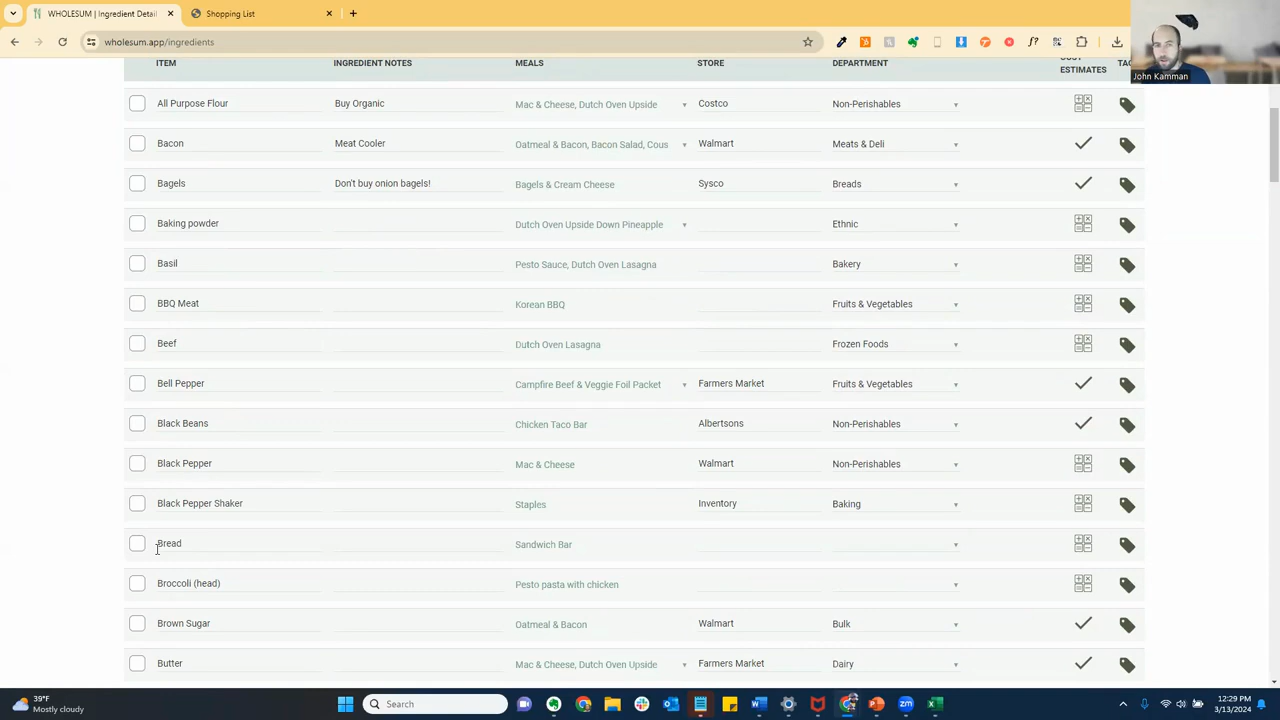 WHOLESUM | Ingredient Detail
Shopping List
wholesum.app/ingredients
John Kamman
ITEM INGREDIENT NOTES MEALS STORE DEPARTMENT ESTIMATES
All Purpose Flour Buy Organic Mac & Cheese, Dutch Oven Upside Costco Non-Perishables
Bacon Meat Cooler Oatmeal & Bacon, Bacon Salad, Cous Walmart Meats & Deli
Bagels Don't buy onion bagels! Bagels & Cream Cheese Sysco Breads
Baking powder Dutch Oven Upside Down Pineapple Ethnic
Basil Pesto Sauce, Dutch Oven Lasagna Bakery
BBQ Meat Korean BBQ Fruits & Vegetables
Beef Dutch Oven Lasagna Frozen Foods
Bell Pepper Campfire Beef & Veggie Foil Packet Farmers Market Fruits & Vegetables
Black Beans Chicken Taco Bar Albertsons Non-Perishables
Black Pepper Mac & Cheese Walmart Non-Perishables
Black Pepper Shaker Staples Inventory Baking
Bread Sandwich Bar
Broccoli (head) Pesto pasta with chicken
Brown Sugar Oatmeal & Bacon Walmart Bulk
Butter Mac & Cheese, Dutch Oven Upside Farmers Market Dairy
39°F
Mostly cloudy
Search
12:29 PM
3/13/2024